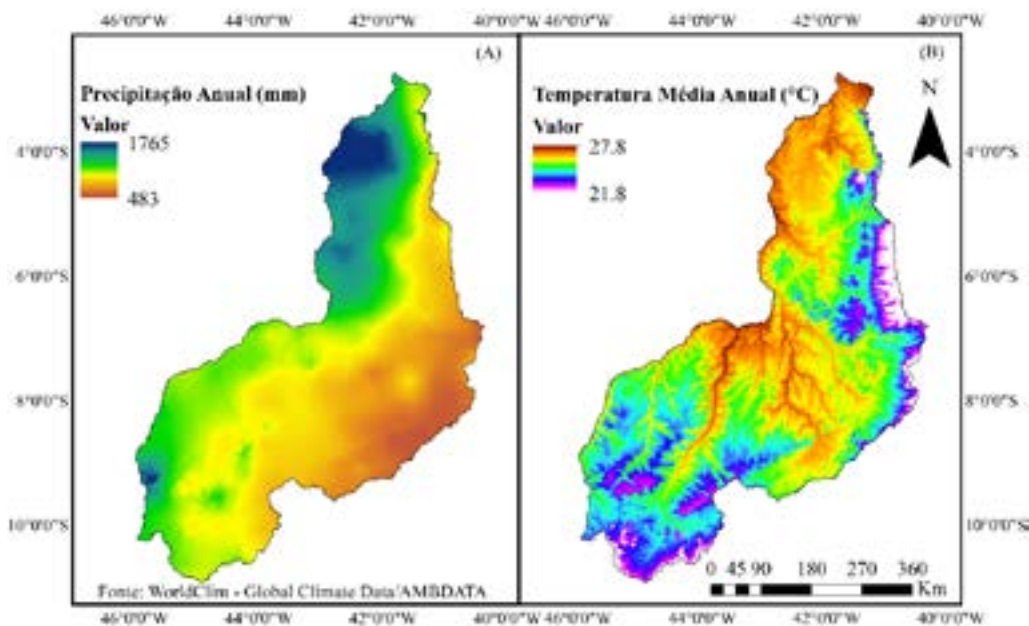 46°0'0"W 44°0'0"W 42°0'0"W 40°0'0"W 46°0'0"W 44°0'0"W 42°0'0"W 40°0'0"W
(A)
Precipitação Anual (mm)
Valor
1765
483
(B)
Temperatura Média Anual (°C)
Valor
27.8
21.8
N
4°0'0"S
6°0'0"S
8°0'0"S
10°0'0"S
4°0'0"S
6°0'0"S
8°0'0"S
10°0'0"S
0 45 90 180 270 360
Km
Fonte: WorldClim - Global Climate Data/AMBDATA
46°0'0"W 44°0'0"W 42°0'0"W 40°0'0"W 46°0'0"W 44°0'0"W 42°0'0"W 40°0'0"W